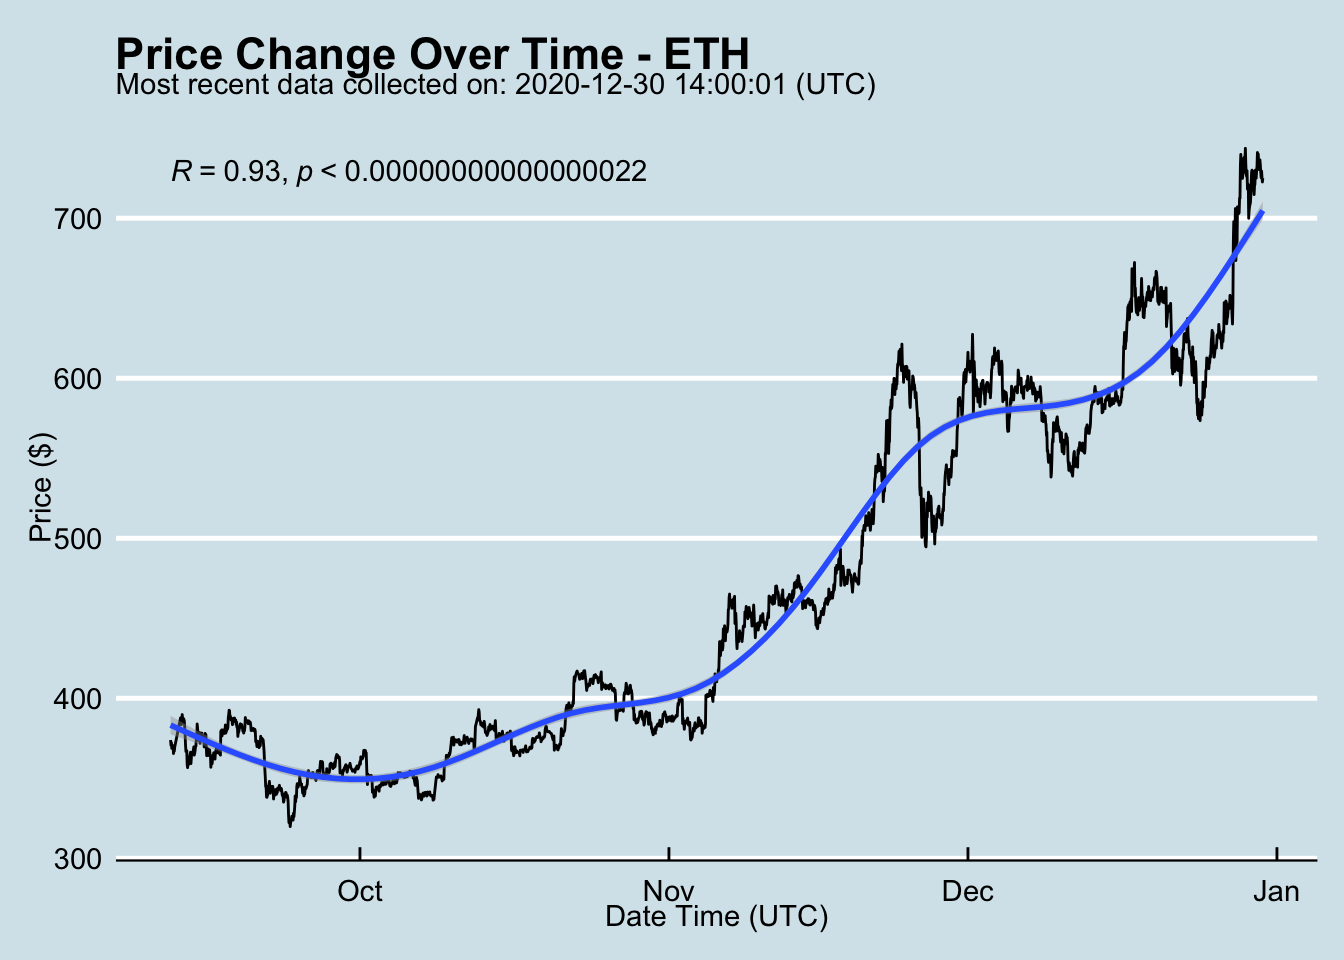 Price Change Over Time - ETH
Most recent data collected on: 2020-12-30 14:00:01 (UTC)
R = 0.93, p < 0.00000000000000022
700
600
500
400
300
Price ($)
Oct Nov Dec Jan
Date Time (UTC)